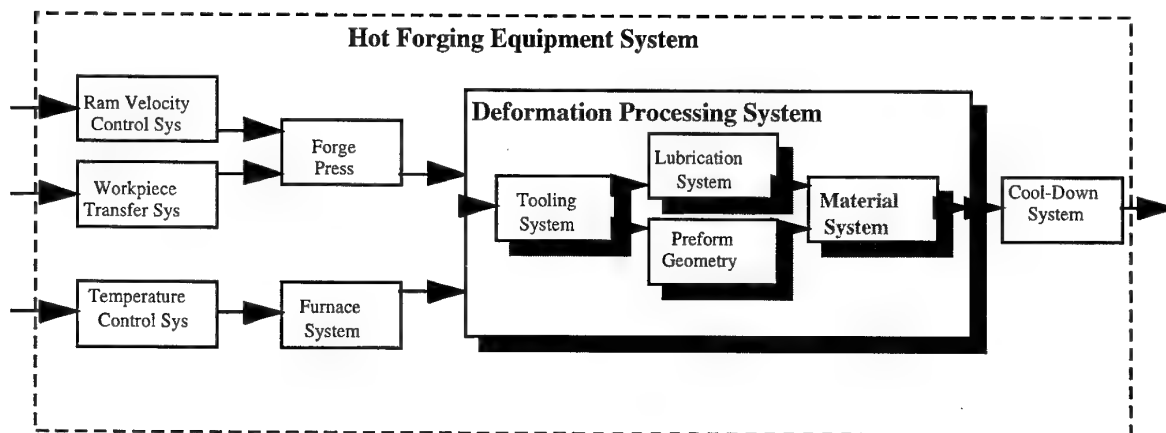 Hot Forging Equipment System
Ram Velocity
Control Sys
Workpiece
Transfer Sys
Temperature
Control Sys
Forge
Press
Furnace
System
Deformation Processing System
Tooling
System
Lubrication
System
Preform
Geometry
Material
System
Cool-Down
System